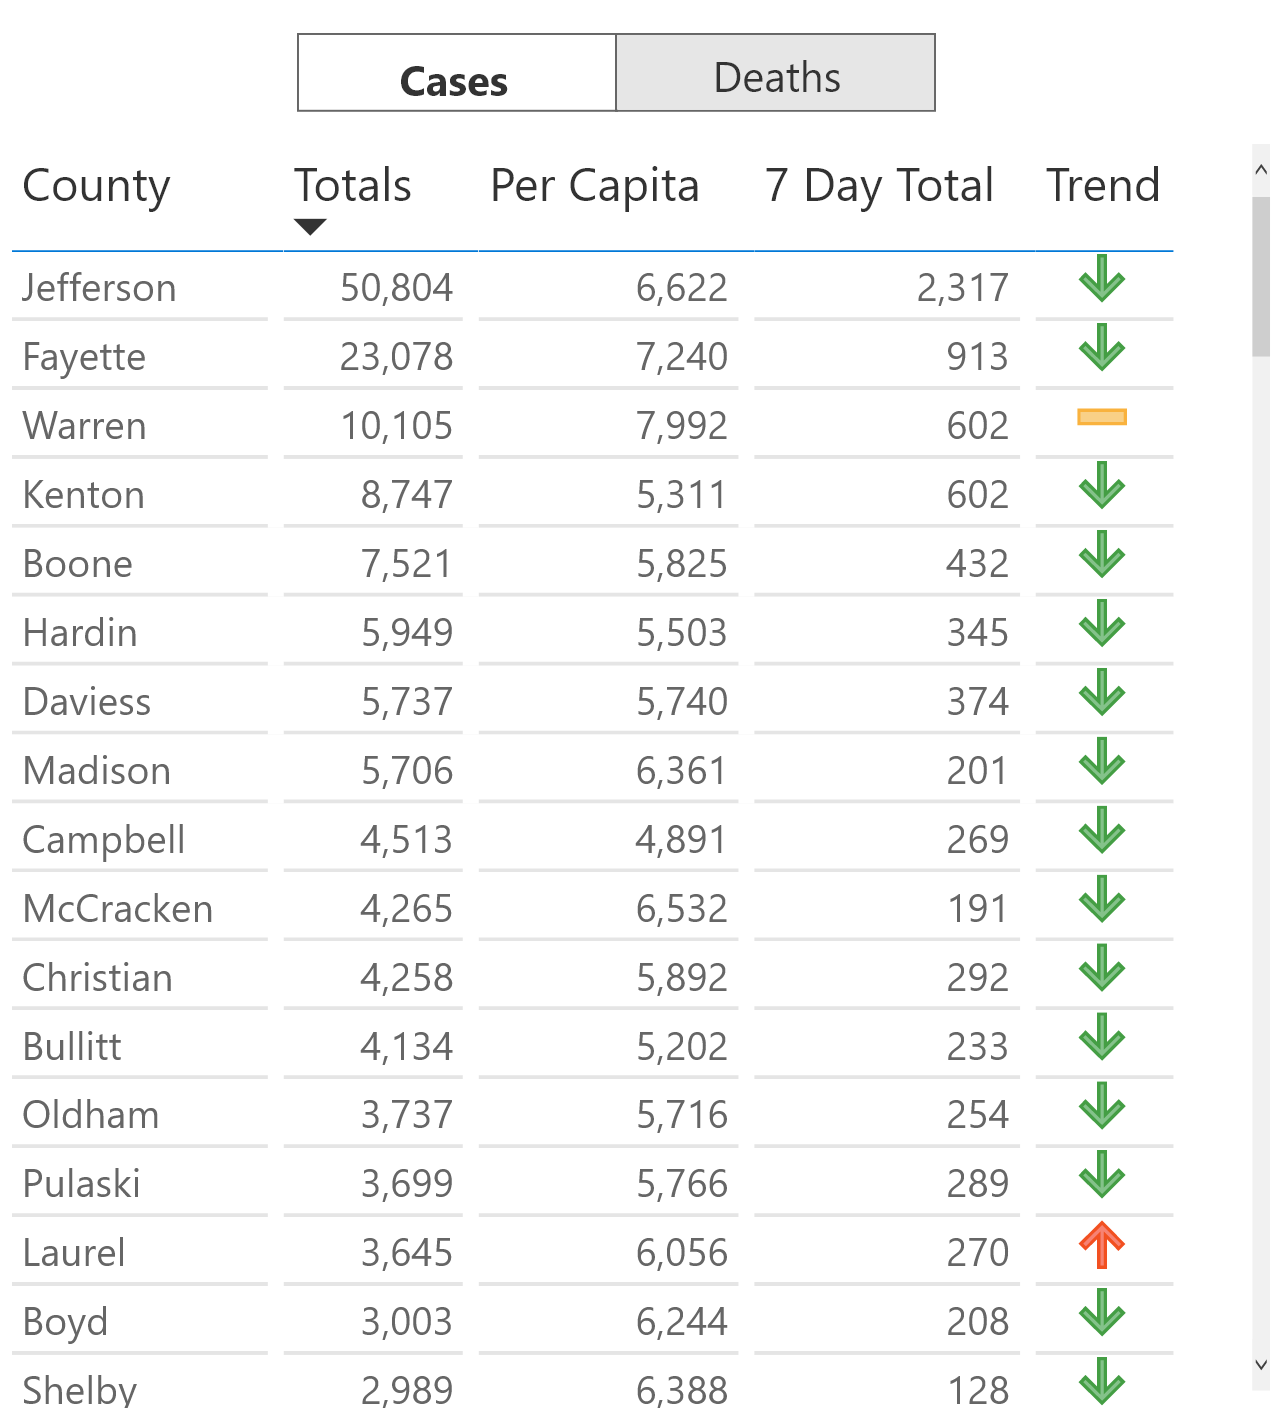 Cases Deaths
County Totals Per Capita 7 Day Total Trend
Jefferson 50,804 6,622 2,317
Fayette 23,078 7,240 913
Warren 10,105 7,992 602
Kenton 8,747 5,311 602
Boone 7,521 5,825 432
Hardin 5,949 5,503 345
Daviess 5,737 5,740 374
Madison 5,706 6,361 201
Campbell 4,513 4,891 269
McCracken 4,265 6,532 191
Christian 4,258 5,892 292
Bullitt 4,134 5,202 233
Oldham 3,737 5,716 254
Pulaski 3,699 5,766 289
Laurel 3,645 6,056 270
Boyd 3,003 6,244 208
Shelby 2,989 6,388 128